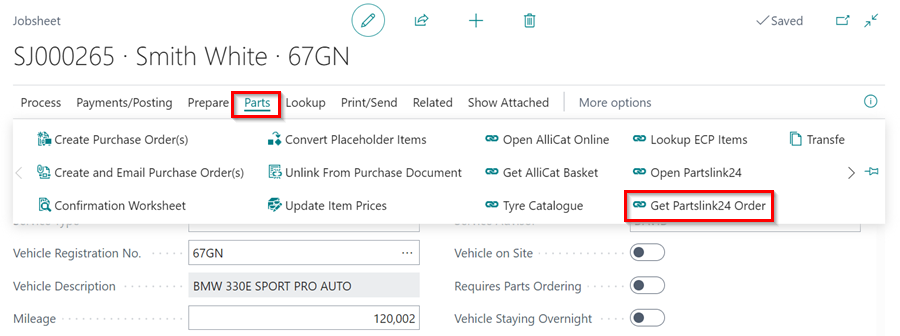 Jobsheet
Saved
SJ000265 · Smith White · 67GN
Process Payments/Posting Prepare Parts Lookup Print/Send Related Show Attached More options
Create Purchase Order(s) Convert Placeholder Items Open AlliCat Online Lookup ECP Items Transfe
Create and Email Purchase Order(s) Unlink From Purchase Document Get AlliCat Basket Open Partslink24
Confirmation Worksheet Update Item Prices Tyre Catalogue Get Partslink24 Order
Vehicle Registration No. 67GN ... Vehicle on Site
Vehicle Description BMW 330E SPORT PRO AUTO Requires Parts Ordering
Mileage 120,002 Vehicle Staying Overnight